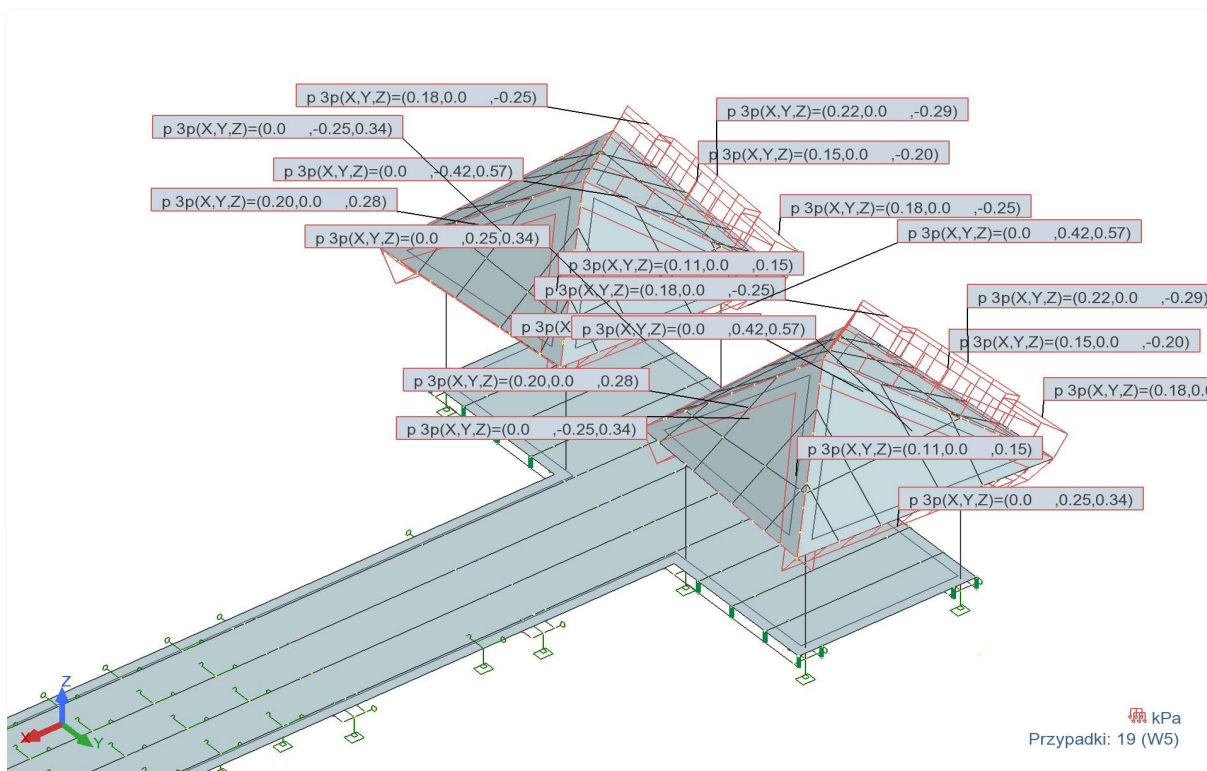 p 3p(X,Y,Z)=(0.18,0.0 ,-0.25)
p 3p(X,Y,Z)=(0.22,0.0 ,-0.29)
p 3p(X,Y,Z)=(0.0 ,-0.25,0.34)
p 3p(X,Y,Z)=(0.15,0.0 ,-0.20)
p 3p(X,Y,Z)=(0.0 ,-0.42,0.57)
p 3p(X,Y,Z)=(0.20,0.0 ,0.28)
p 3p(X,Y,Z)=(0.18,0.0 ,-0.25)
p 3p(X,Y,Z)=(0.0 ,0.25,0.34)
p 3p(X,Y,Z)=(0.0 ,0.42,0.57)
p 3p(X,Y,Z)=(0.11,0.0 ,0.15)
p 3p(X,Y,Z)=(0.18,0.0 ,-0.25)
p 3p(X,Y,Z)=(0.22,0.0 ,-0.29)
p 3p(
p 3p(X,Y,Z)=(0.0 ,0.42,0.57)
p 3p(X,Y,Z)=(0.15,0.0 ,-0.20)
p 3p(X,Y,Z)=(0.20,0.0 ,0.28)
p 3p(X,Y,Z)=(0.18,0.0
p 3p(X,Y,Z)=(0.0 ,-0.25,0.34)
p 3p(X,Y,Z)=(0.11,0.0 ,0.15)
p 3p(X,Y,Z)=(0.0 ,0.25,0.34)
Z
X
Y
kPa
Przypadki: 19 (W5)